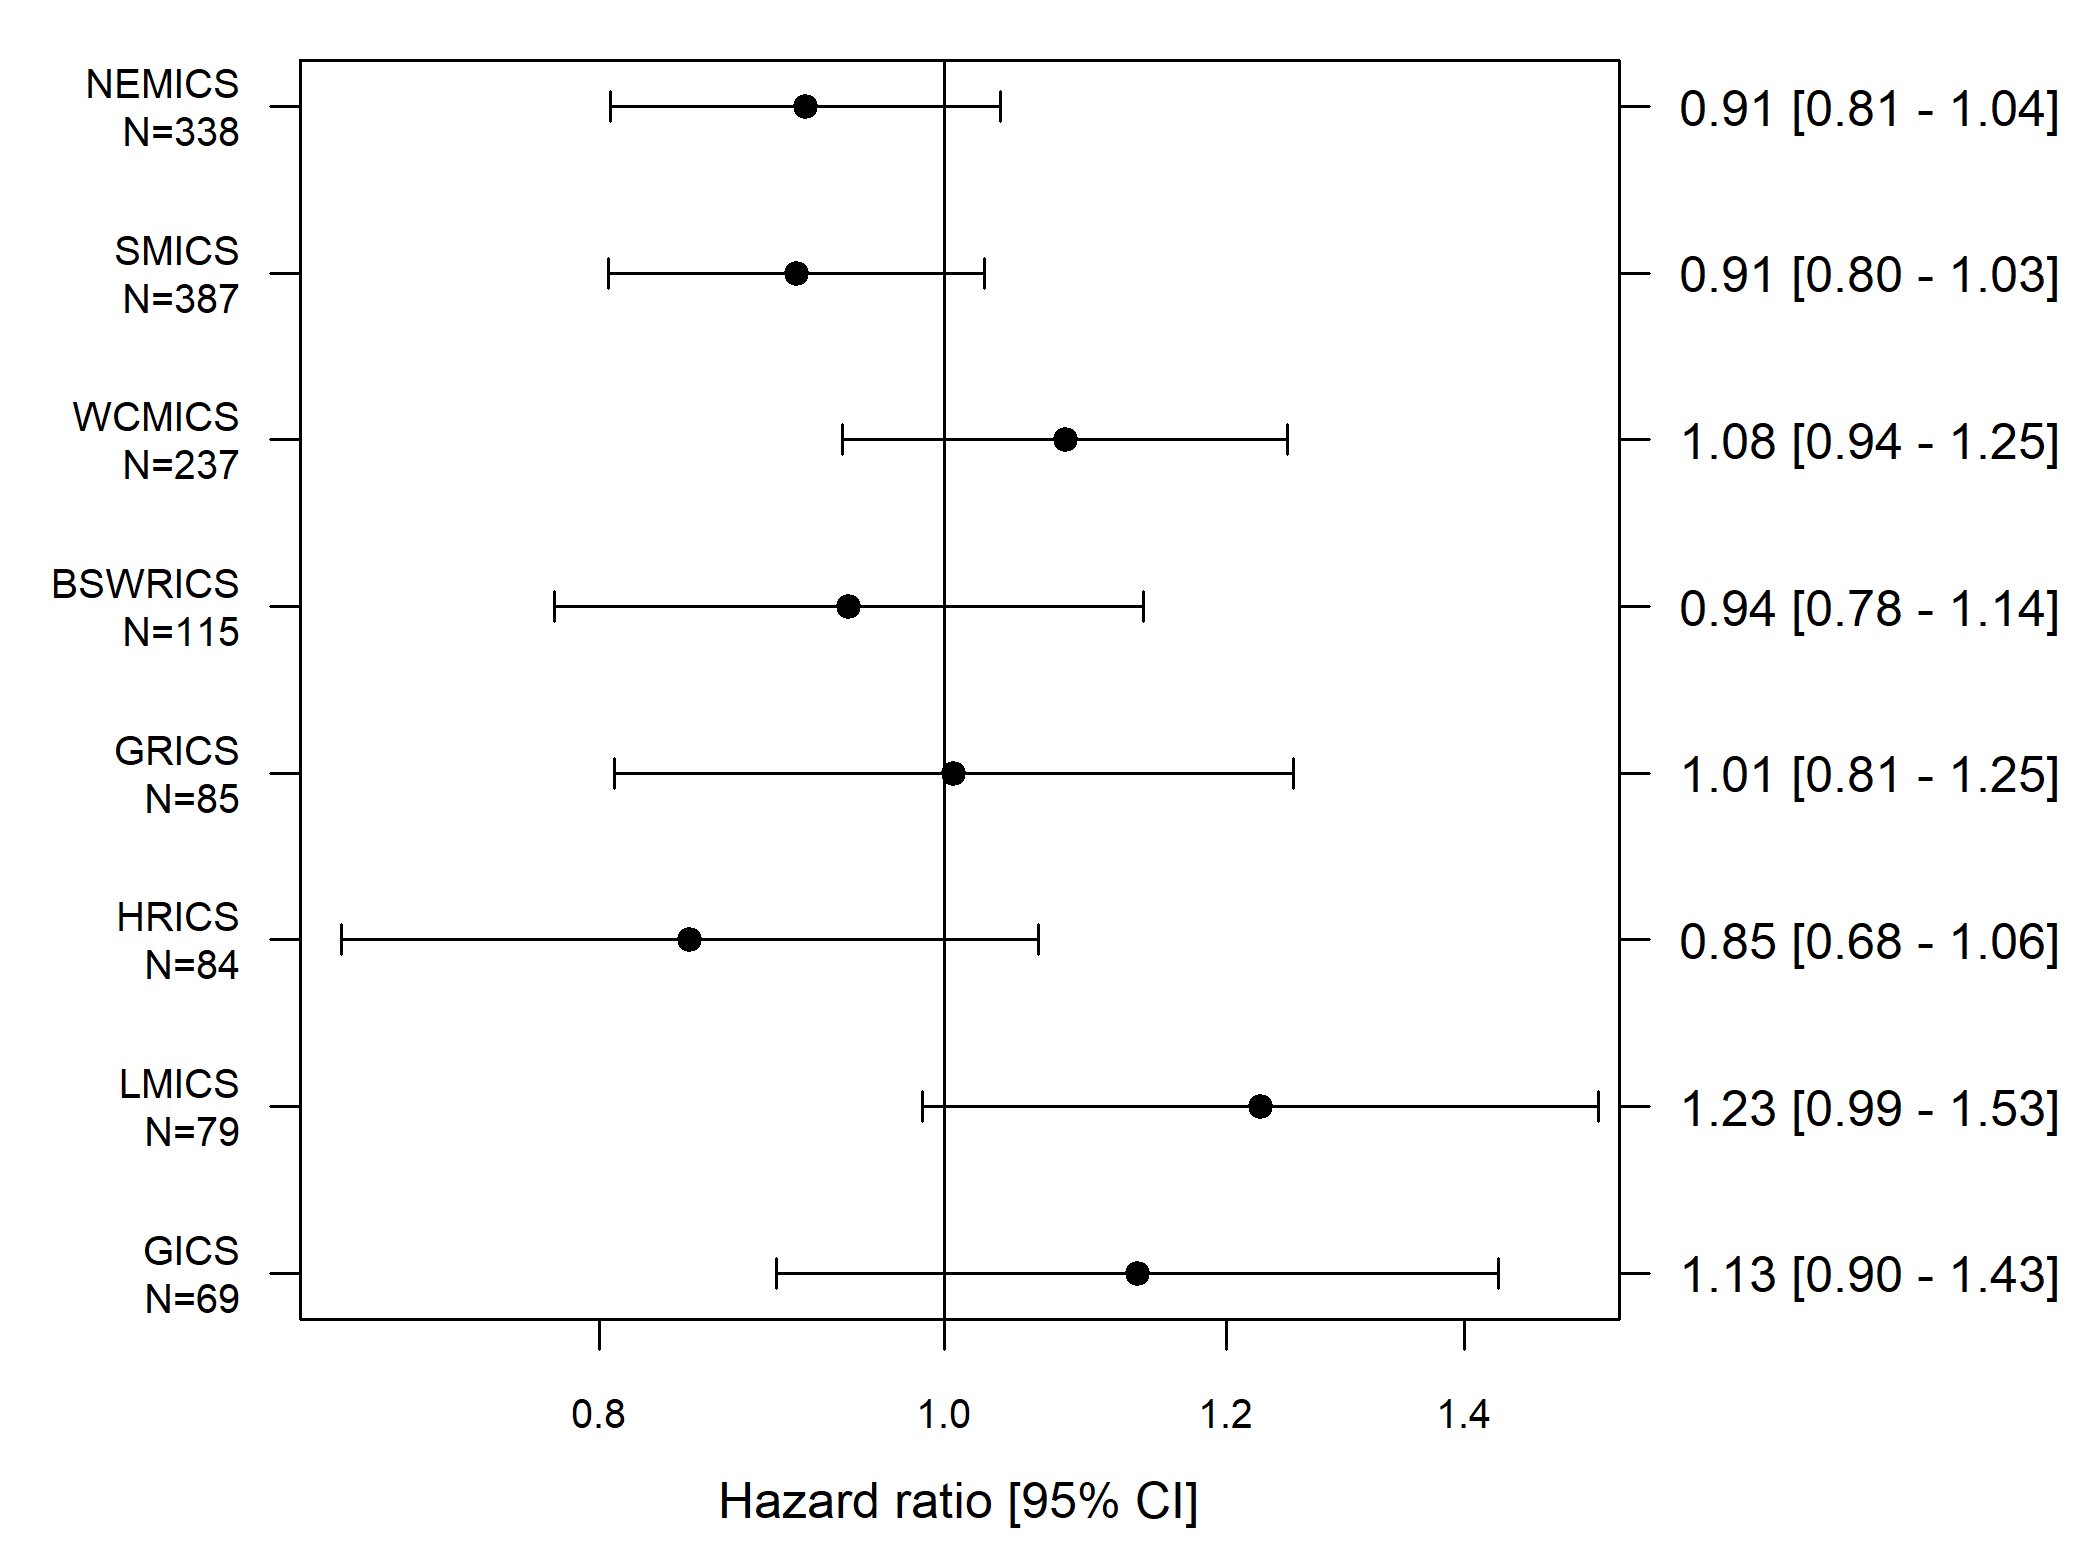 NEMICS
N=338
0.91 [0.81 - 1.04]
SMICS
N=387
0.91 [0.80 - 1.03]
WCMICS
N=237
1.08 [0.94 - 1.25]
BSWRICS
N=115
0.94 [0.78 - 1.14]
GRICS
N=85
1.01 [0.81 - 1.25]
HRICS
N=84
0.85 [0.68 - 1.06]
LMICS
N=79
1.23 [0.99 - 1.53]
GICS
N=69
1.13 [0.90 - 1.43]
0.8 1.0 1.2 1.4
Hazard ratio [95% CI]